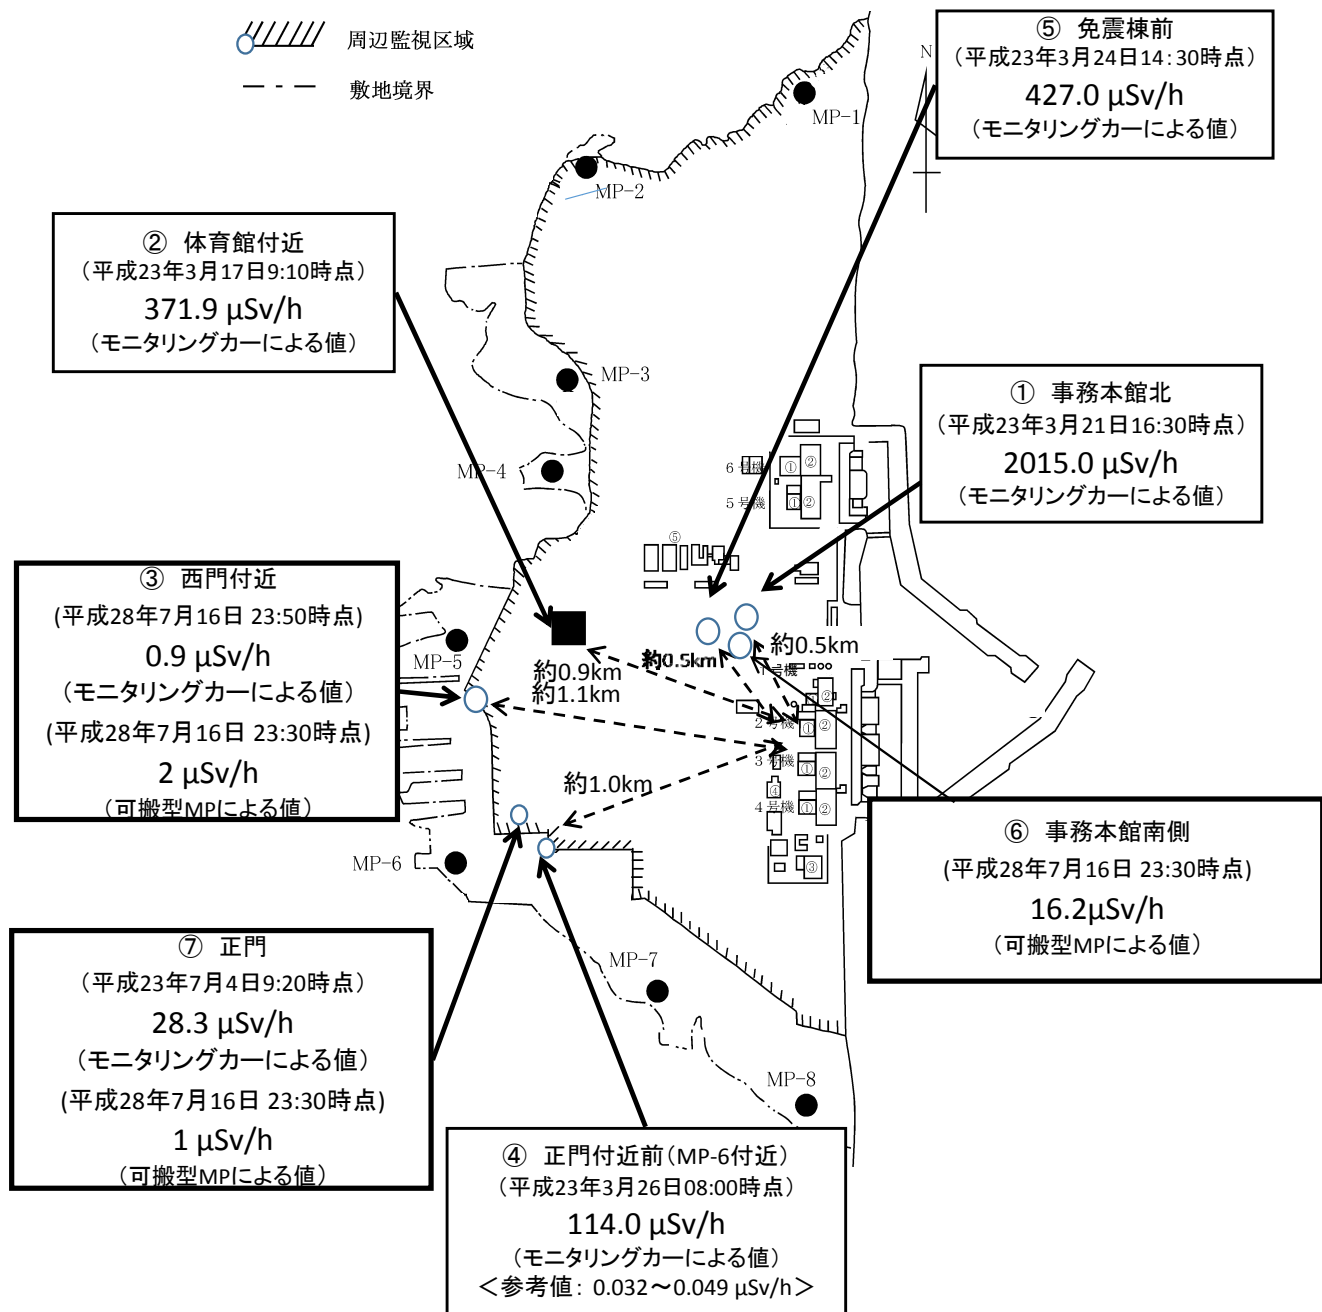 周辺監視区域
敷地境界
N
⑤ 免震棟前
（平成23年3月24日14:30時点）
427.0 μSv/h
（モニタリングカーによる値）
MP-1
MP-2
② 体育館付近
（平成23年3月17日9:10時点）
371.9 μSv/h
（モニタリングカーによる値）
MP-3
MP-4
① 事務本館北
（平成23年3月21日16:30時点）
2015.0 μSv/h
（モニタリングカーによる値）
6号機
①
②
5号機
①
②
⑤
③ 西門付近
(平成28年7月16日 23:50時点)
0.9 μSv/h
（モニタリングカーによる値）
(平成28年7月16日 23:30時点)
2 μSv/h
（可搬型MPによる値）
MP-5
約0.9km
約1.1km
約0.5km
約0.5km
約1.0km
1号機
②
2号機
①
②
3号機
①
②
④
4号機
①
②
③
MP-6
⑥ 事務本館南側
(平成28年7月16日 23:30時点)
16.2μSv/h
（可搬型MPによる値）
⑦ 正門
（平成23年7月4日9:20時点）
28.3 μSv/h
（モニタリングカーによる値）
(平成28年7月16日 23:30時点)
1 μSv/h
（可搬型MPによる値）
MP-7
MP-8
④ 正門付近前（MP-6付近）
（平成23年3月26日08:00時点）
114.0 μSv/h
（モニタリングカーによる値）
＜参考値： 0.032～0.049 μSv/h＞